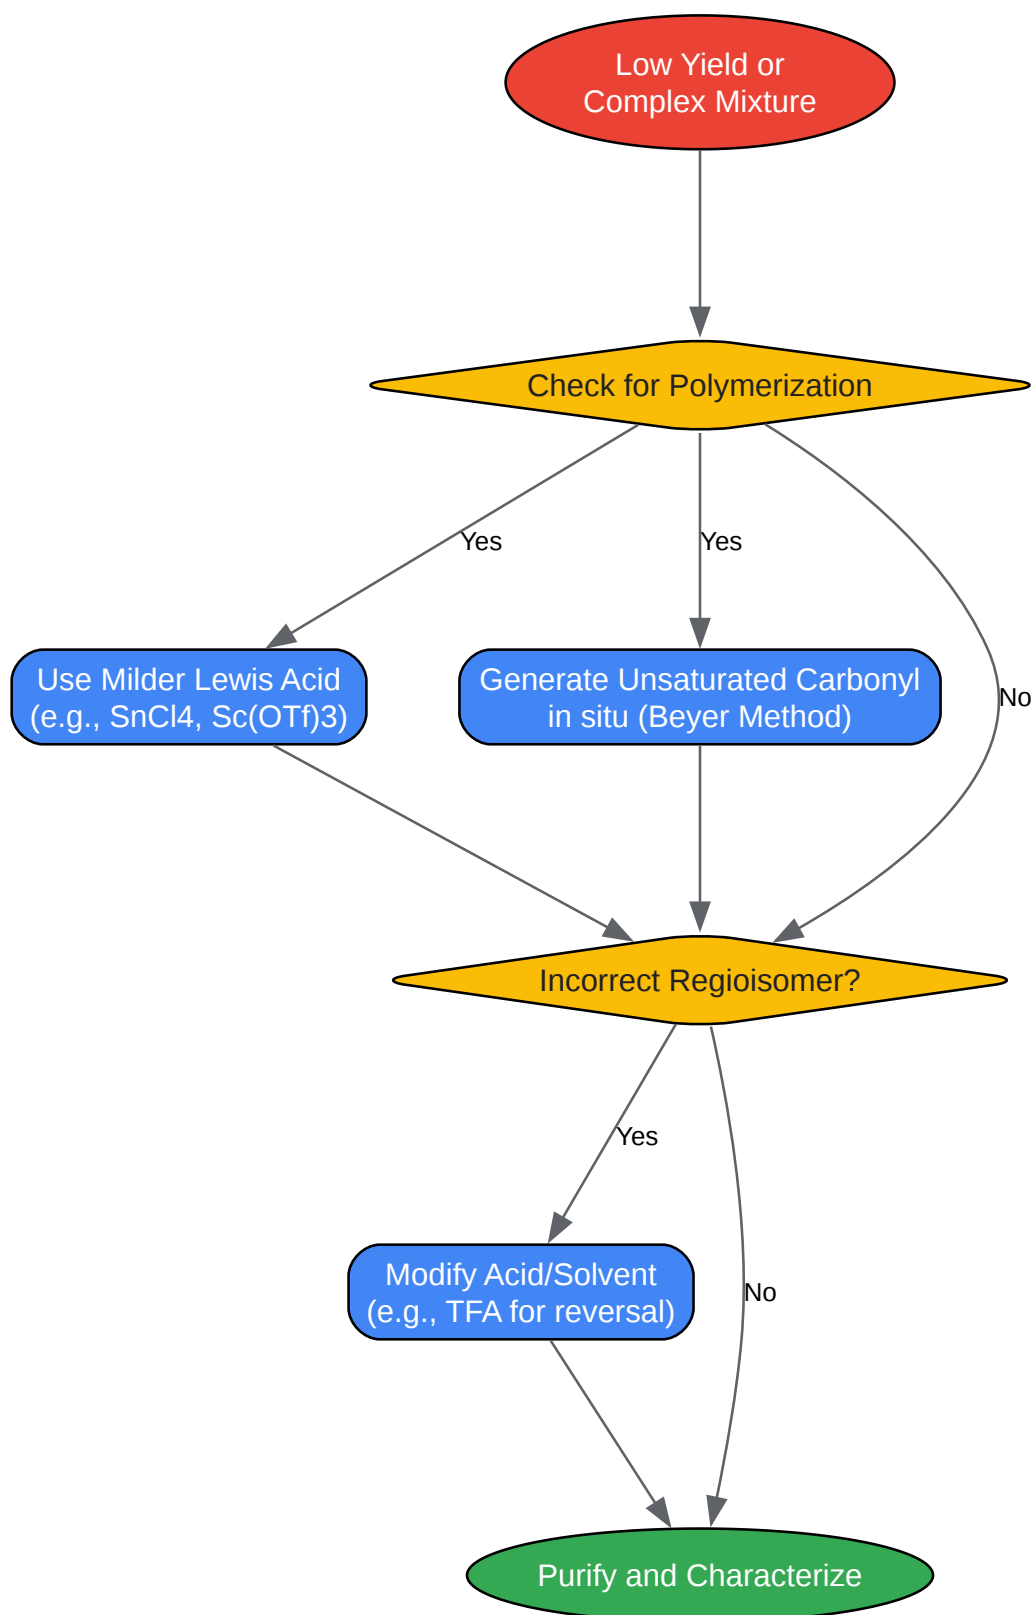 Low Yield or
Complex Mixture
Check for Polymerization
Yes
Yes
Use Milder Lewis Acid
(e.g., SnCl4, Sc(OTf)3)
Generate Unsaturated Carbonyl
in situ (Beyer Method)
No
Incorrect Regioisomer?
Yes
Modify Acid/Solvent
(e.g., TFA for reversal)
No
Purify and Characterize